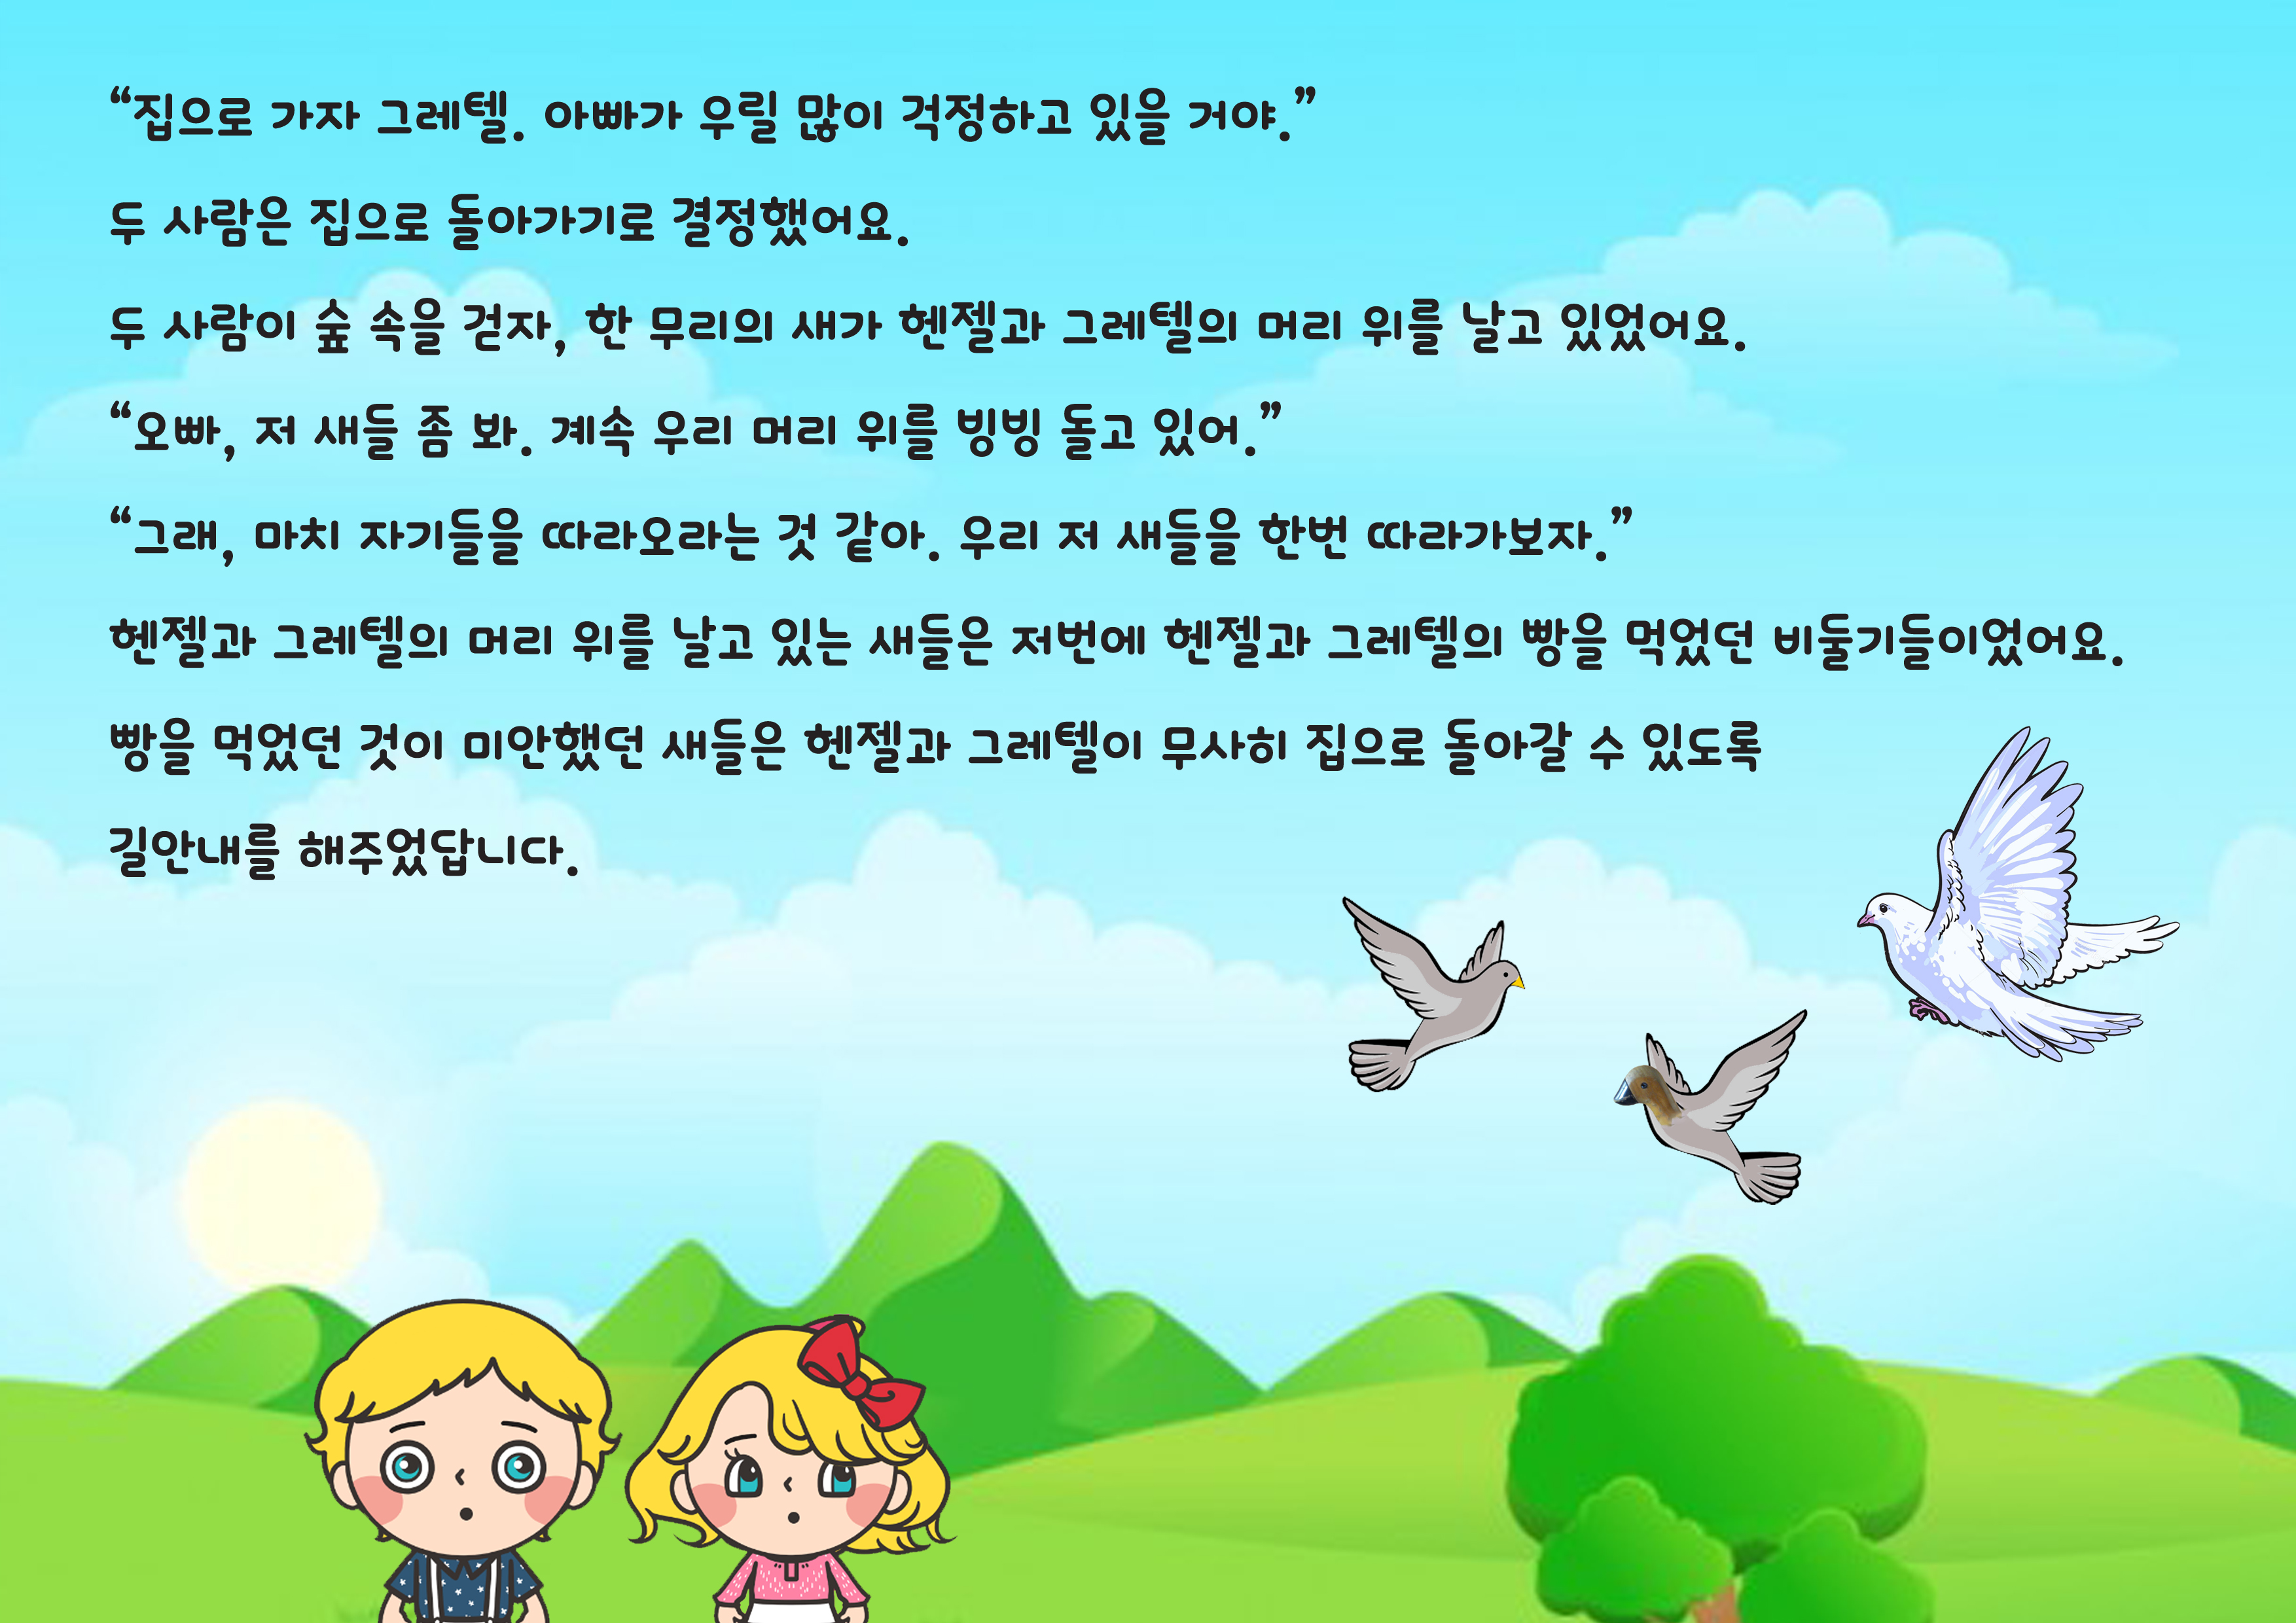 “집으로 가자 그레텔. 아빠가 우릴 많이 걱정하고 있을 거야.”
두 사람은 집으로 돌아가기로 결정했어요.
두 사람이 숲 속을 걷자, 한 무리의 새가 헨젤과 그레텔의 머리 위를 날고 있었어요.
“오빠, 저 새들 좀 봐. 계속 우리 머리 위를 빙빙 돌고 있어.”
“그래, 마치 자기들을 따라오라는 것 같아. 우리 저 새들을 한번 따라가보자.”
헨젤과 그레텔의 머리 위를 날고 있는 새들은 저번에 헨젤과 그레텔의 빵을 먹었던 비둘기들이었어요.
빵을 먹었던 것이 미안했던 새들은 헨젤과 그레텔이 무사히 집으로 돌아갈 수 있도록
길안내를 해주었답니다.